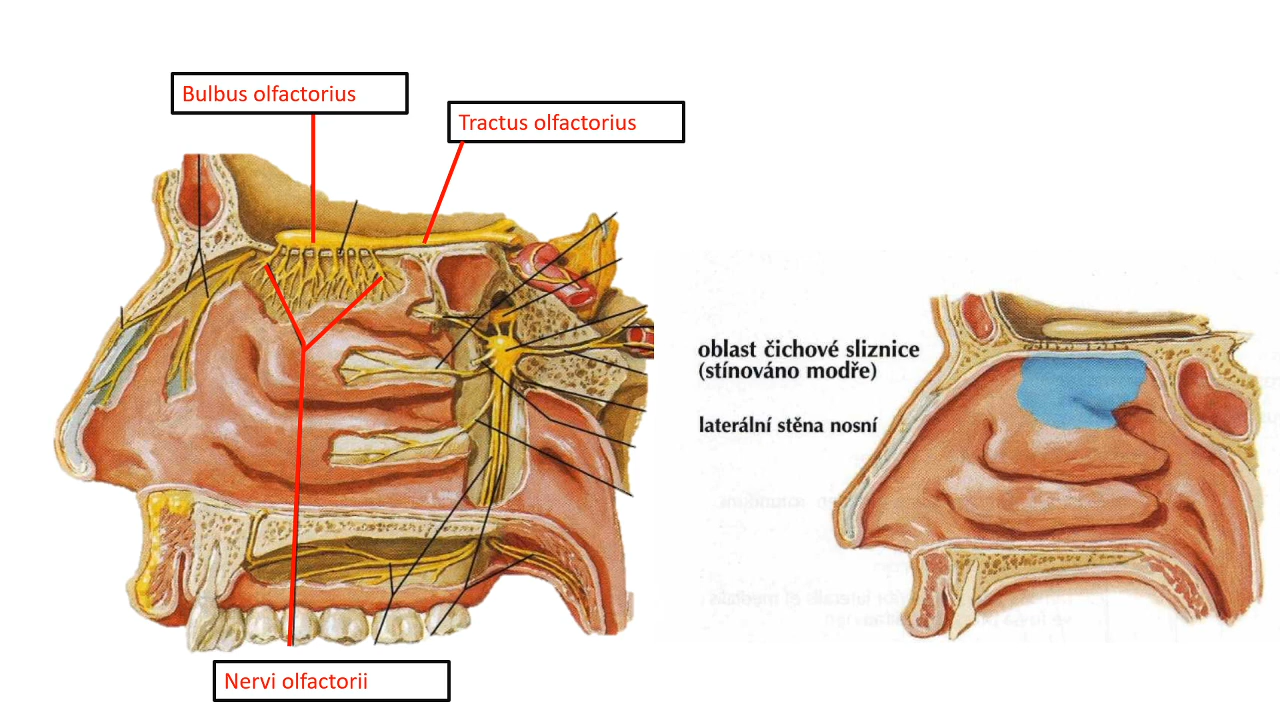 Bulbus olfactorius
Tractus olfactorius
oblast čichové sliznice
(stínováno modře)
laterální stěna nosní
Nervi olfactorii